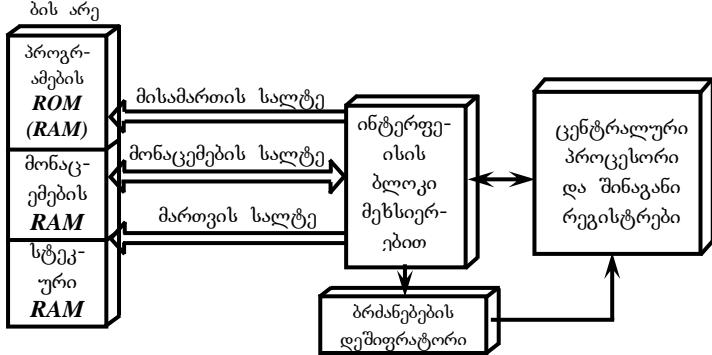 ბის არე
პროგრ-
ამების
ROM
(RAM)
მონაც-
ემების
RAM
სტეკ-
ური
RAM
მისამართის სალტე
მონაცემების სალტე
მართვის სალტე
ინტერფე-
ისის
ბლოკი
მეხსიერ-
ებით
ცენტრალური
პროცესორი
და შინაგანი
რეგისტრები
ბრძანებების
დეშიფრატორი